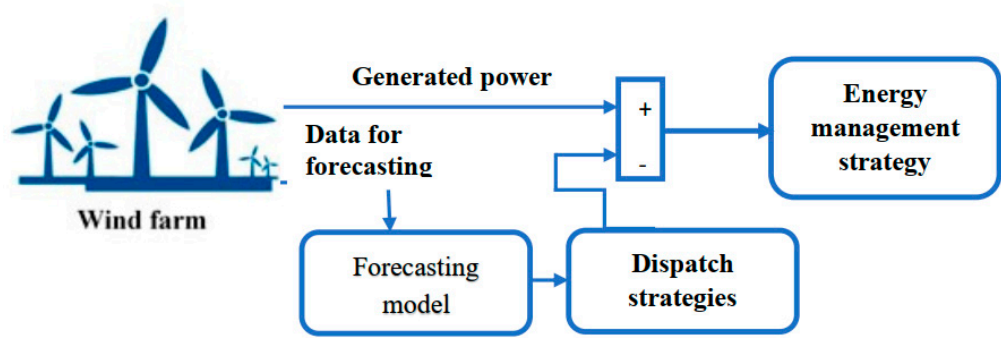 Generated power
Data for
forecasting
+
-
Energy
management
strategy
Wind farm
Forecasting
model
Dispatch
strategies